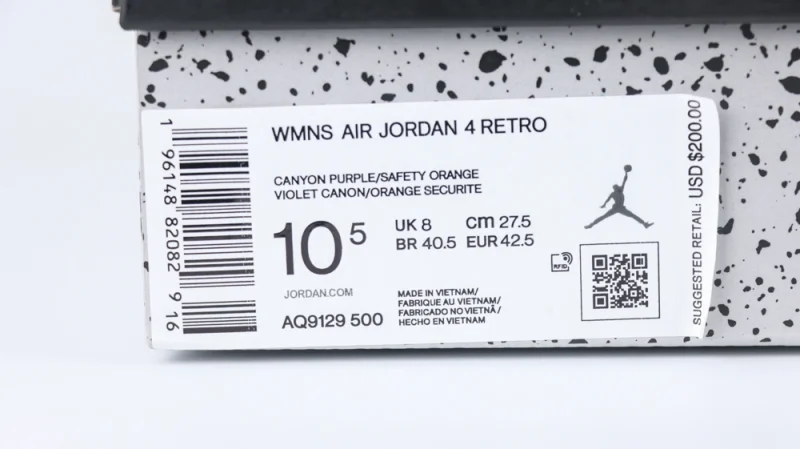 WMNS AIR JORDAN 4 RETRO
CANYON PURPLE/SAFETY ORANGE
VIOLET CANON/ORANGE SECURITE
10 5
UK 8 cm 27.5
BR 40.5 EUR 42.5
JORDAN.COM
AQ9129 500
MADE IN VIETNAM/
FABRIQUE AU VIETNAM/
FABRICADO NO VIETNÃ/
HECHO EN VIETNAM
RFID
1 96148 82082 9 16
SUGGESTED RETAIL: USD $200.00